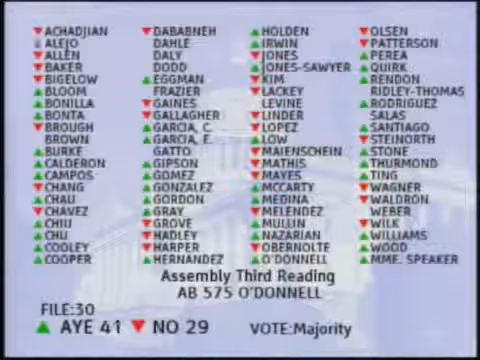 ACHADJIAN
ALEJO
ALLEN
BAKER
BIGELOW
BLOOM
BONILLA
BONTA
BROUGH
BROWN
BURKE
CALDERON
CAMPOS
CHANG
CHAU
CHAVEZ
CHIU
CHU
COOLEY
COOPER
DABABNEH
DAHLE
DALY
DODD
EGGMAN
FRAZIER
GAINES
GALLAGHER
GARCIA, C.
GARCIA, E.
GATTO
GIPSON
GOMEZ
GONZALEZ
GORDON
GRAY
GROVE
HADLEY
HARPER
HERNANDEZ
HOLDEN
IRWIN
JONES
JONES-SAWYER
KIM
LACKEY
LEVINE
LINDER
LOPEZ
LOW
MAIENSCHEIN
MATHIS
MAYES
MCCARTY
MEDINA
MELENDEZ
MULLIN
NAZARIAN
OBERNOLTE
O'DONNELL
OLSEN
PATTERSON
PEREA
QUIRK
RENDON
RIDLEY-THOMAS
RODRIGUEZ
SALAS
SANTIAGO
STEINORTH
STONE
THURMOND
TING
WAGNER
WALDRON
WEBER
WILK
WILLIAMS
WOOD
MME. SPEAKER
Assembly Third Reading
AB 575 O'DONNELL
FILE:30
AYE 41 NO 29 VOTE:Majority